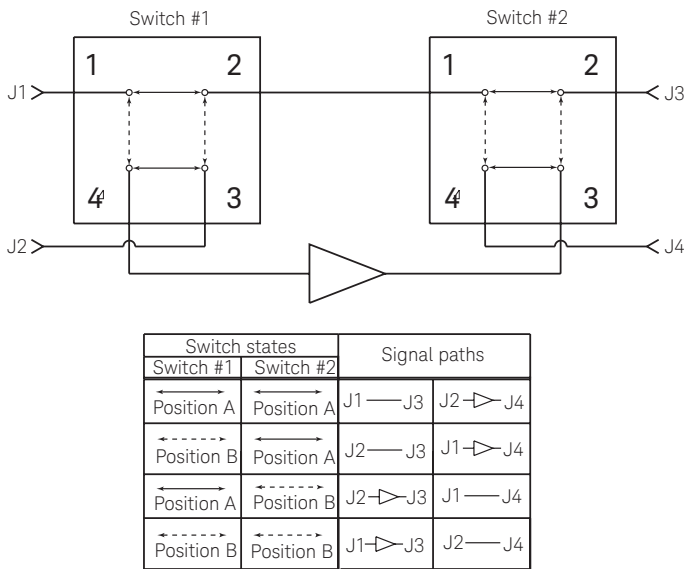 Switch #1
Switch #2
1
2
1
2
J1
J3
4
4
3
4
4
3
J2
J4
Switch states
Signal paths
Switch #1
Switch #2
Position A
Position A
J1
J3
J2
J4
Position B
Position A
J2
J3
J1
J4
Position A
Position B
J2
J3
J1
J4
Position B
Position B
J1
J3
J2
J4